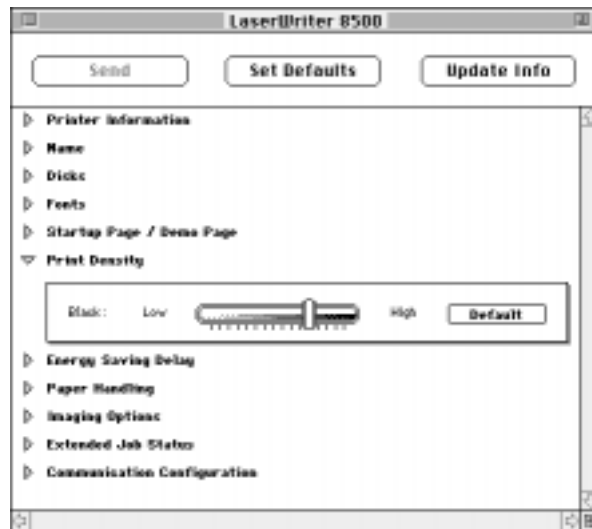 LaserWriter 8500
Send Set Defaults Update Info
Printer Information
Name
Disks
Fonts
Startup Page / Demo Page
Print Density
Black: Low High Default
Energy Saving Delay
Paper Handling
Imaging Options
Extended Job Status
Communication Configuration